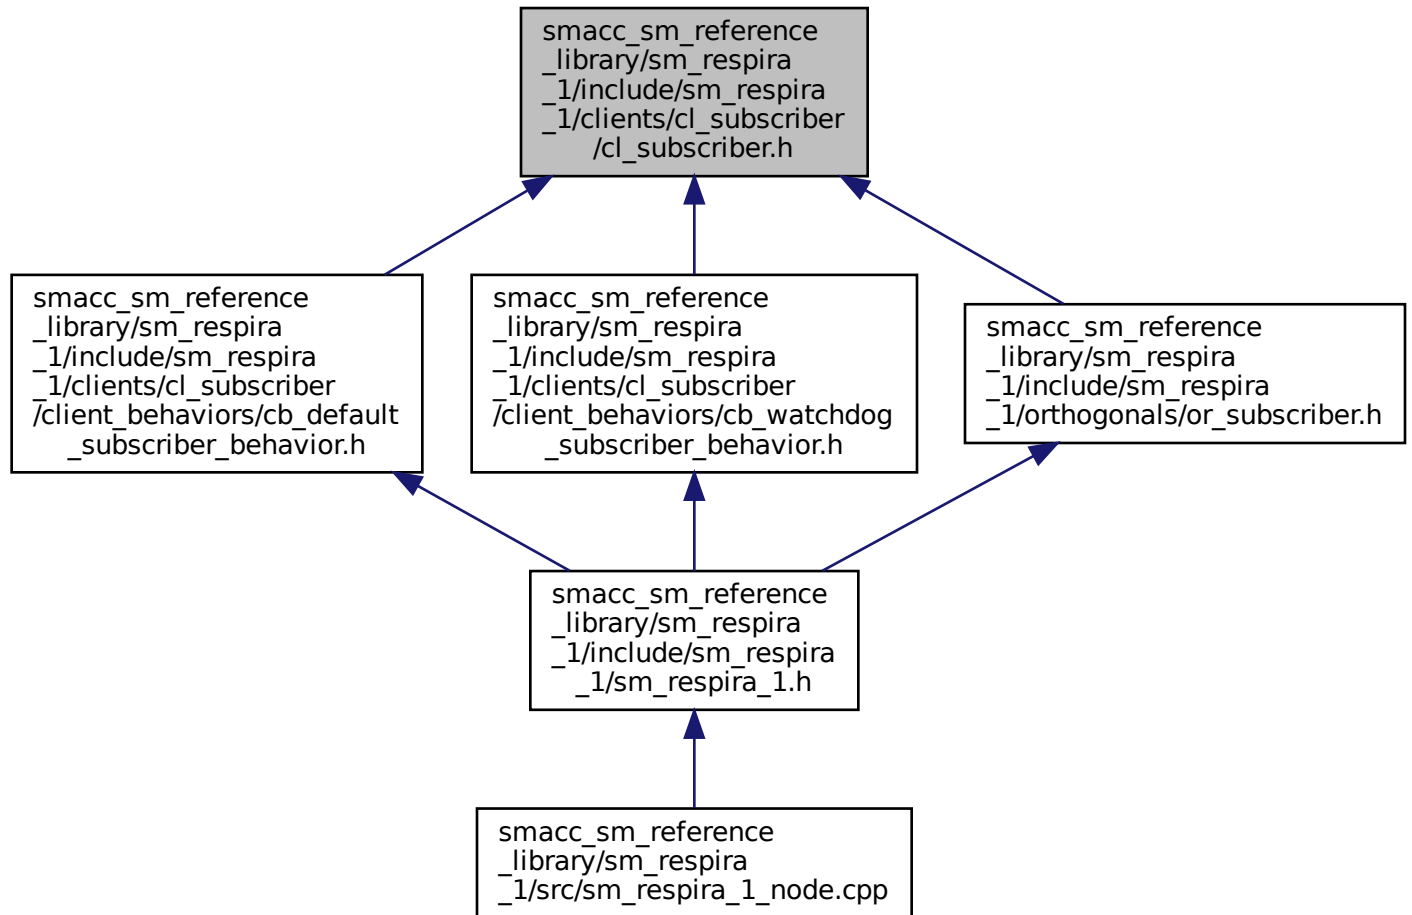 smacc_sm_reference
_library/sm_respira
_1/include/sm_respira
_1/clients/cl_subscriber
/cl_subscriber.h
smacc_sm_reference
_library/sm_respira
_1/include/sm_respira
_1/clients/cl_subscriber
/client_behaviors/cb_default
_subscriber_behavior.h
smacc_sm_reference
_library/sm_respira
_1/include/sm_respira
_1/clients/cl_subscriber
/client_behaviors/cb_watchdog
_subscriber_behavior.h
smacc_sm_reference
_library/sm_respira
_1/include/sm_respira
_1/orthogonals/or_subscriber.h
smacc_sm_reference
_library/sm_respira
_1/include/sm_respira
_1/sm_respira_1.h
smacc_sm_reference
_library/sm_respira
_1/src/sm_respira_1_node.cpp